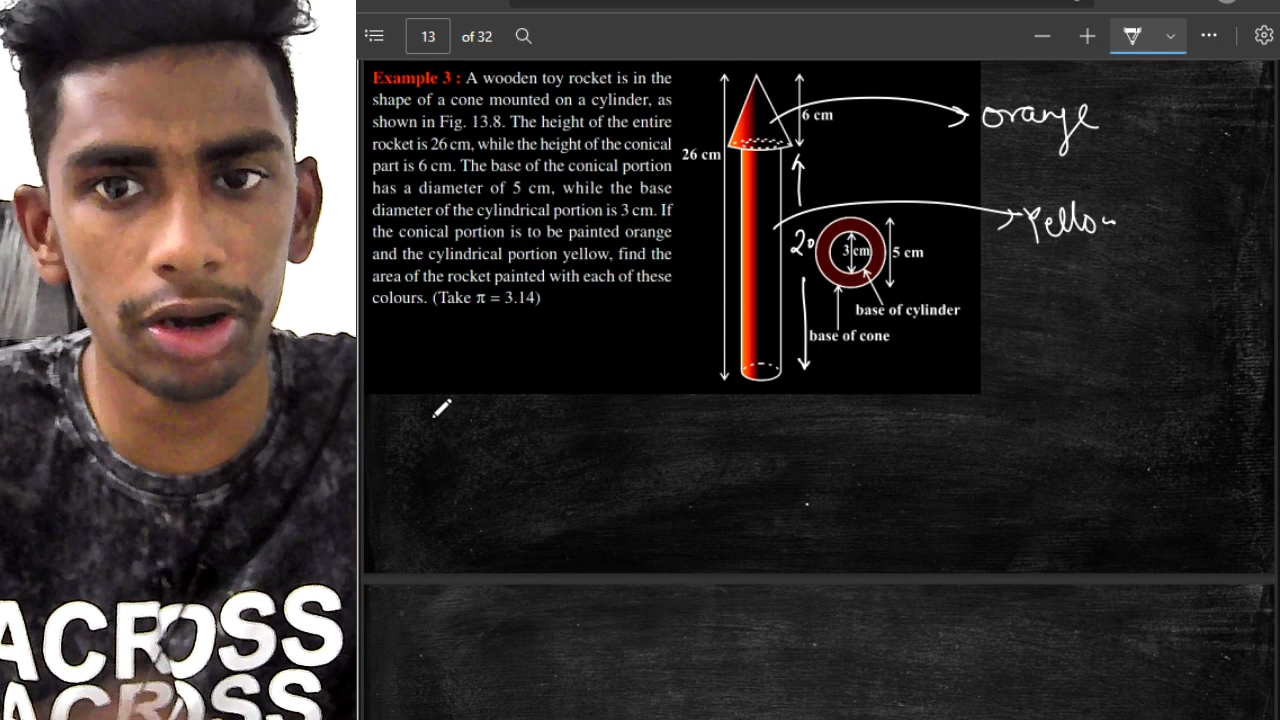 13 of 32
Example 3 : A wooden toy rocket is in the
shape of a cone mounted on a cylinder, as
shown in Fig. 13.8. The height of the entire
rocket is 26 cm, while the height of the conical
part is 6 cm. The base of the conical portion
has a diameter of 5 cm, while the base
diameter of the cylindrical portion is 3 cm. If
the conical portion is to be painted orange
and the cylindrical portion yellow, find the
area of the rocket painted with each of these
colours. (Take π = 3.14)
6 cm
orange
26 cm
Yello
20
3 cm
5 cm
base of cylinder
base of cone
ACROSS
ACROSS